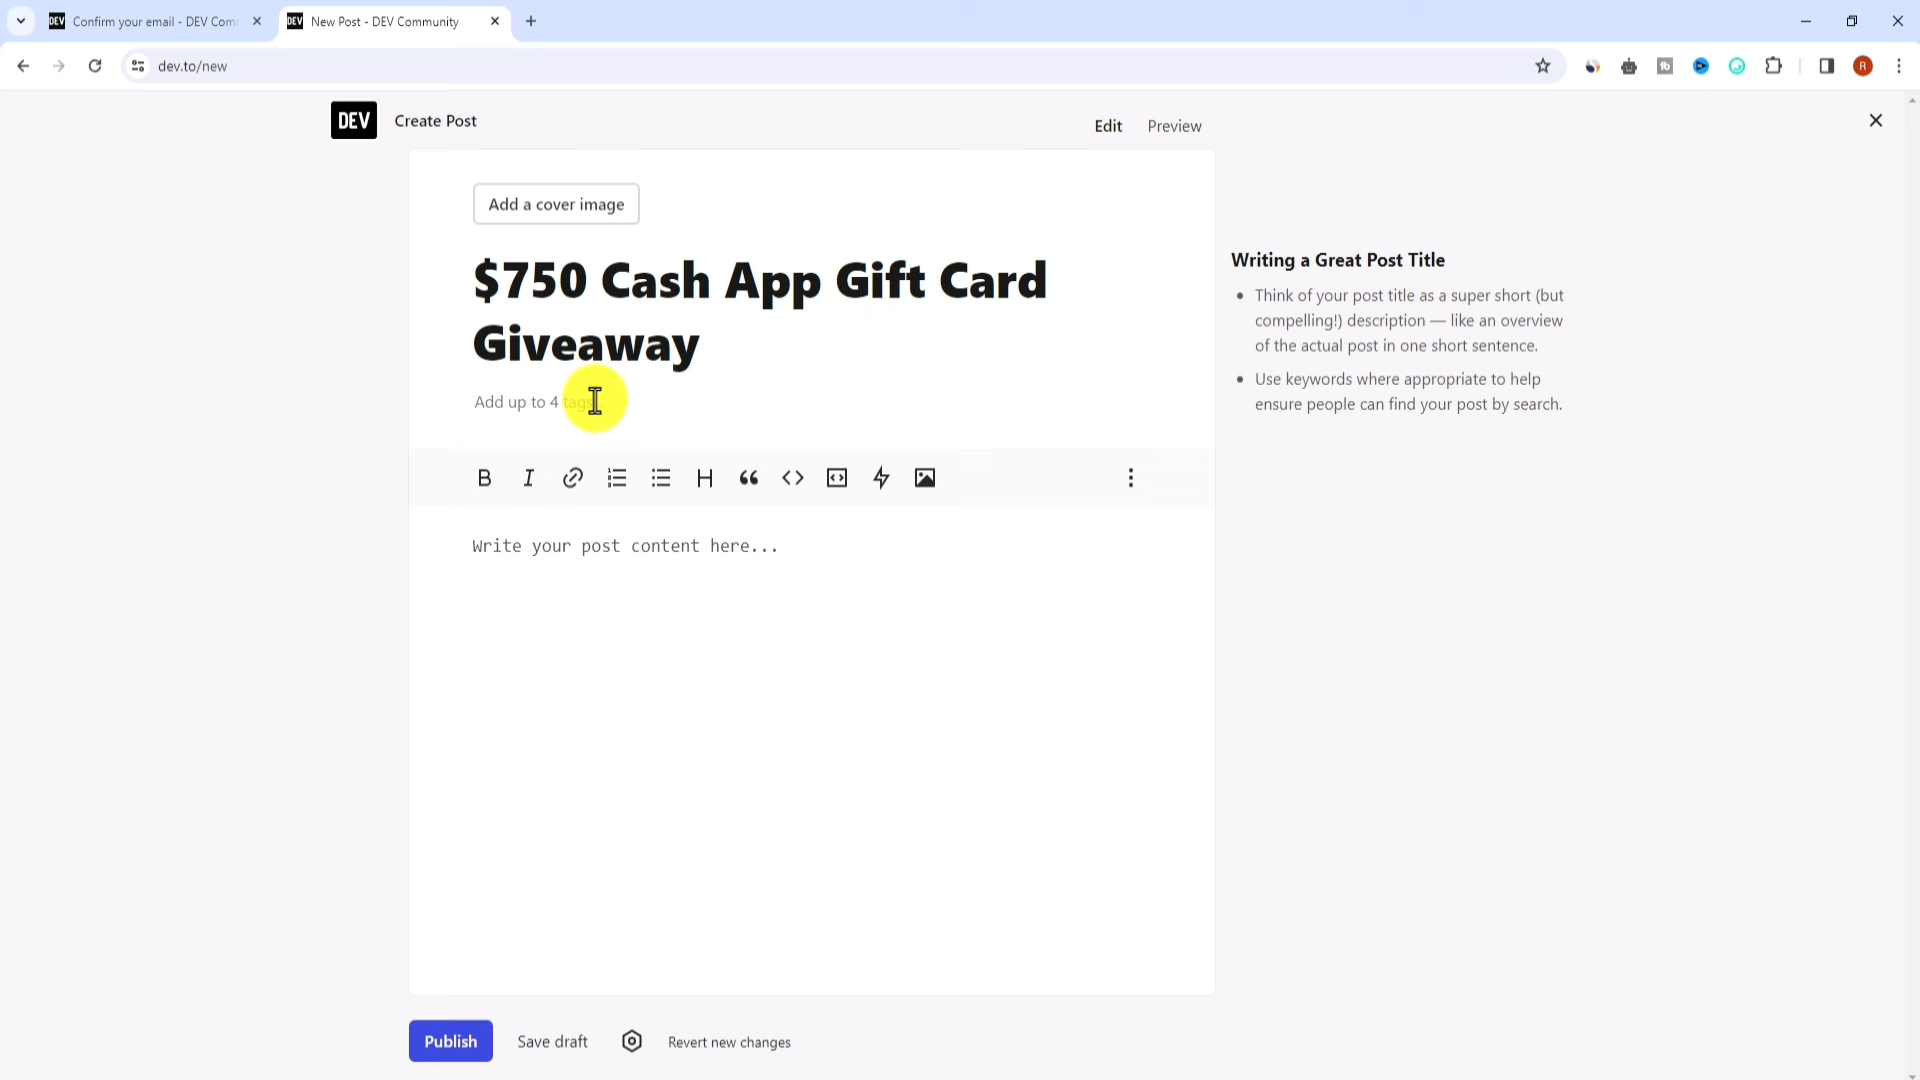 DEV Confirm your email - DEV Com
DEV New Post - DEV Community
dev.to/new
R
DEV Create Post
Edit Preview
Add a cover image
$750 Cash App Gift Card
Giveaway
Add up to 4 tags...
Write your post content here...
Writing a Great Post Title
Think of your post title as a super short (but
compelling!) description — like an overview
of the actual post in one short sentence.
Use keywords where appropriate to help
ensure people can find your post by search.
Publish Save draft Revert new changes